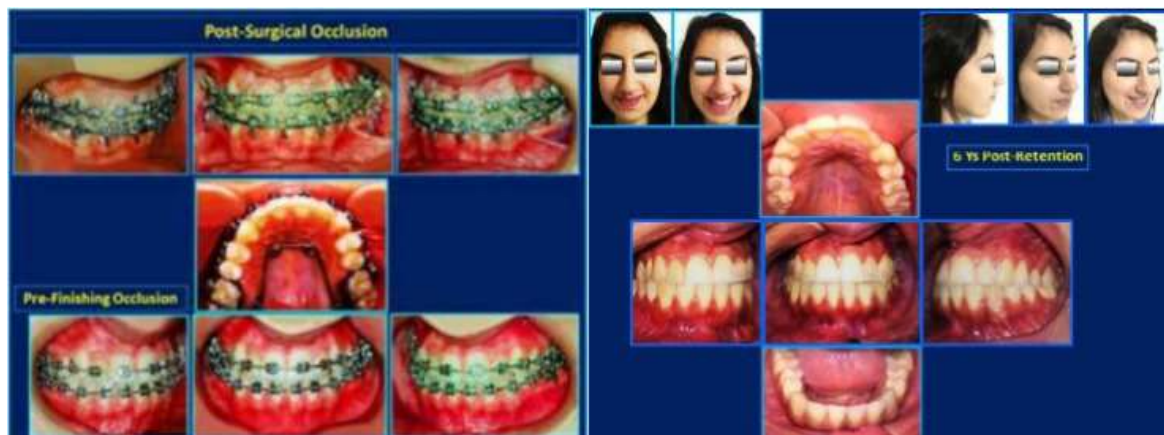 Post-Surgical Occlusion
Pre-Finishing Occlusion
6 Ys Post-Retention